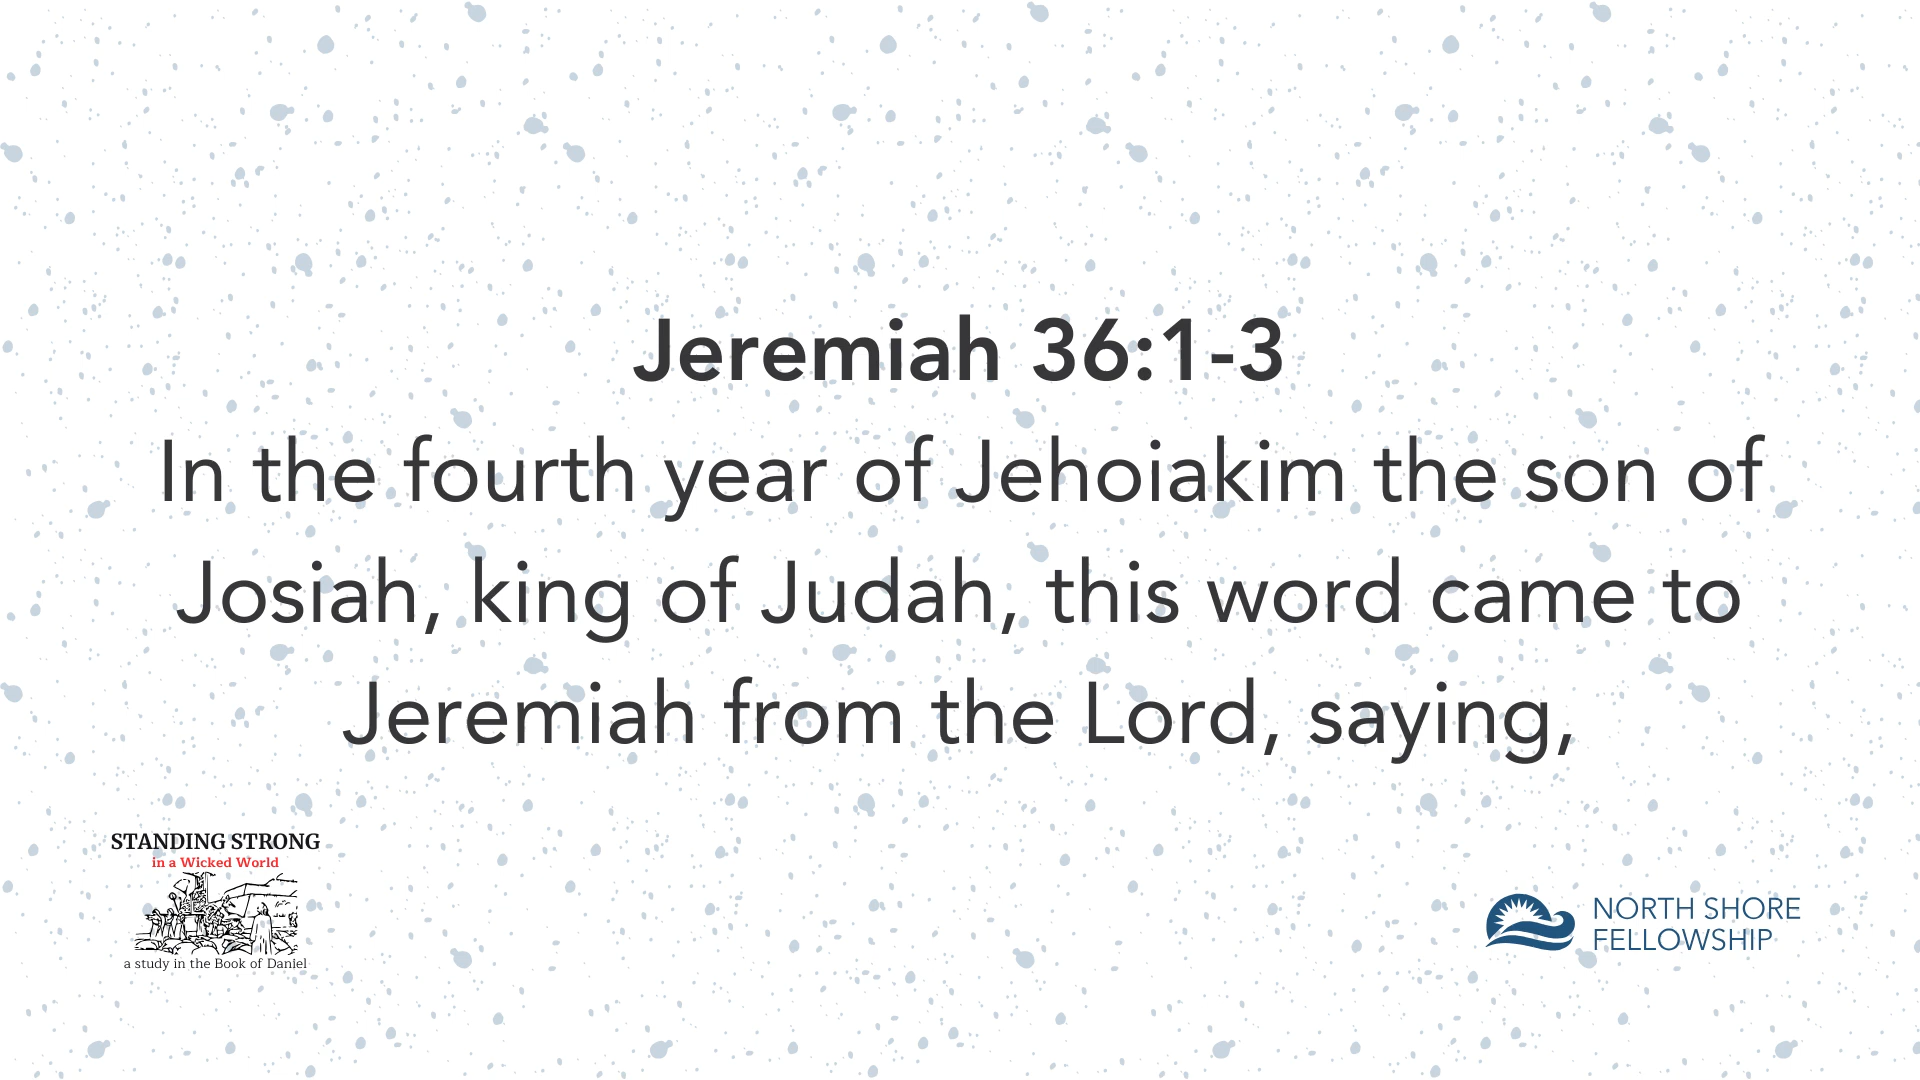 Jeremiah 36:1-3
In the fourth year of Jehoiakim the son of
Josiah, king of Judah, this word came to
Jeremiah from the Lord, saying,
STANDING STRONG
in a Wicked World
a study in the Book of Daniel
NORTH SHORE
FELLOWSHIP